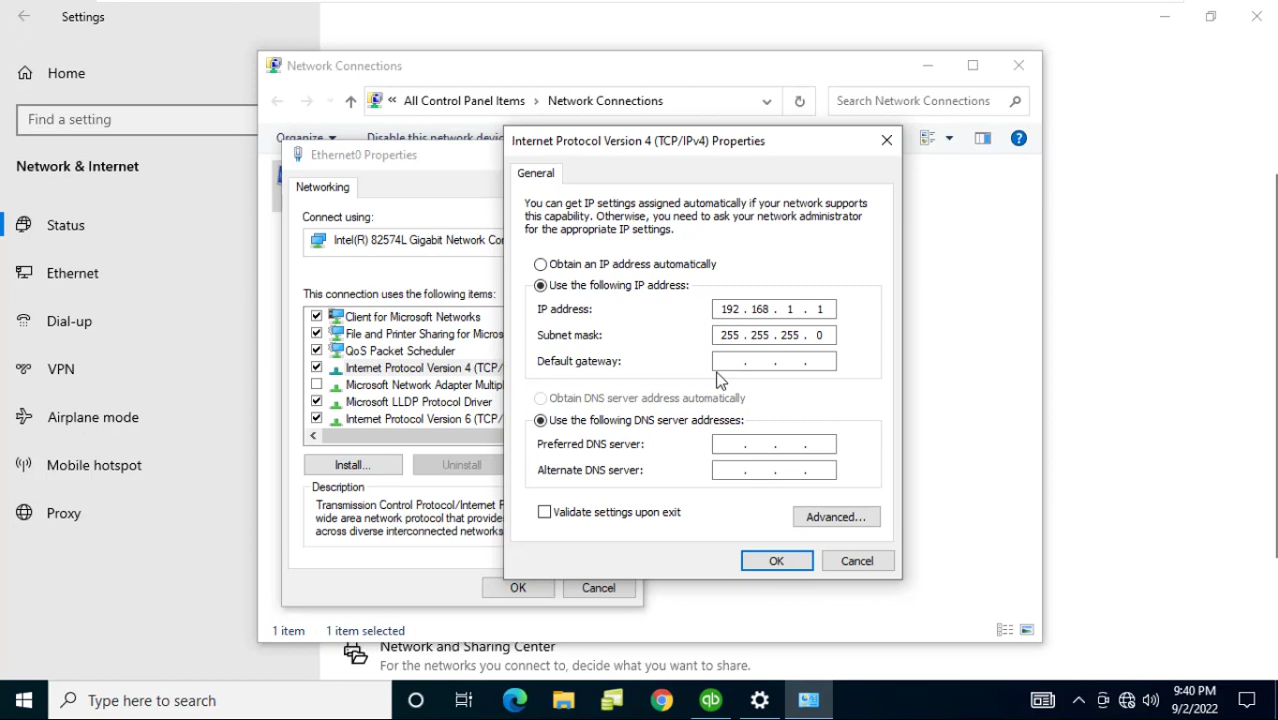 Settings
Home
Find a setting
Network & Internet
Status
Ethernet
Dial-up
VPN
Airplane mode
Mobile hotspot
Proxy
Network Connections
« All Control Panel Items › Network Connections
Search Network Connections
Organize Disable this network devic
Ethernet0 Properties
Networking
Connect using:
Intel(R) 82574L Gigabit Network Cor
This connection uses the following items:
Client for Microsoft Networks
File and Printer Sharing for Micros
QoS Packet Scheduler
Internet Protocol Version 4 (TCP/
Microsoft Network Adapter Multip
Microsoft LLDP Protocol Driver
Internet Protocol Version 6 (TCP/
Install...
Uninstall
Description
Transmission Control Protocol/Internet P
wide area network protocol that provide
across diverse interconnected networks
OK
Cancel
Internet Protocol Version 4 (TCP/IPv4) Properties
General
You can get IP settings assigned automatically if your network supports
this capability. Otherwise, you need to ask your network administrator
for the appropriate IP settings.
Obtain an IP address automatically
Use the following IP address:
IP address: 192 . 168 . 1 . 1
Subnet mask: 255 . 255 . 255 . 0
Default gateway: . . .
Obtain DNS server address automatically
Use the following DNS server addresses:
Preferred DNS server: . . .
Alternate DNS server: . . .
Validate settings upon exit
Advanced...
OK
Cancel
1 item 1 item selected
Network and Sharing Center
For the networks you connect to, decide what you want to share.
Type here to search
qb
9:40 PM
9/2/2022